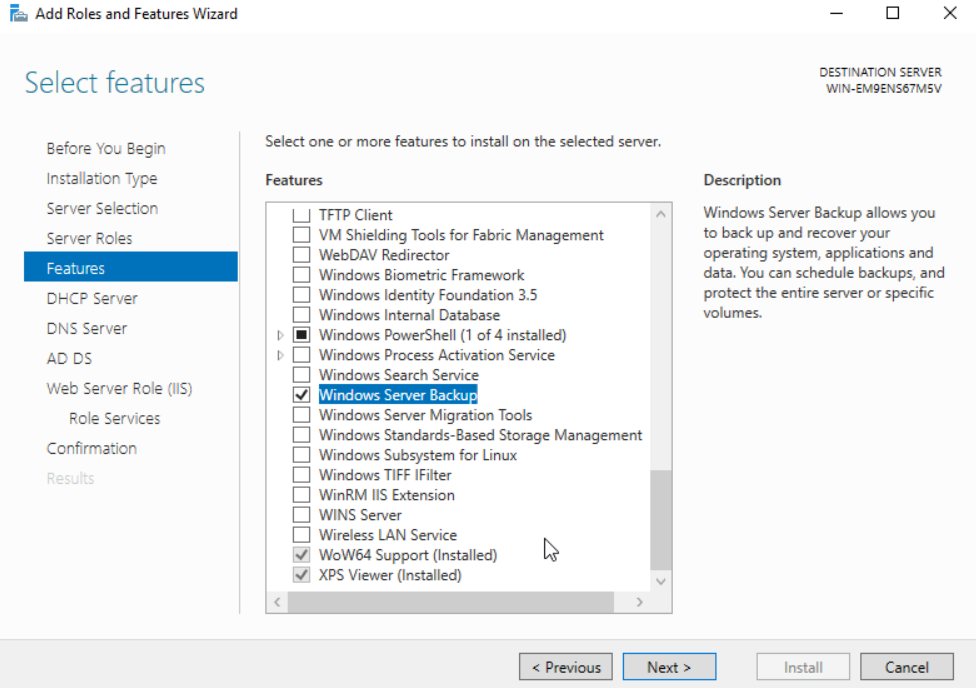 Add Roles and Features Wizard
Select features
DESTINATION SERVER
WIN-EM9ENS67M5V
Before You Begin
Installation Type
Server Selection
Server Roles
Features
DHCP Server
DNS Server
AD DS
Web Server Role (IIS)
Role Services
Confirmation
Results
Select one or more features to install on the selected server.
Features
TFTP Client
VM Shielding Tools for Fabric Management
WebDAV Redirector
Windows Biometric Framework
Windows Identity Foundation 3.5
Windows Internal Database
Windows PowerShell (1 of 4 installed)
Windows Process Activation Service
Windows Search Service
Windows Server Backup
Windows Server Migration Tools
Windows Standards-Based Storage Management
Windows Subsystem for Linux
Windows TIFF IFilter
WinRM IIS Extension
WINS Server
Wireless LAN Service
WoW64 Support (Installed)
XPS Viewer (Installed)
Description
Windows Server Backup allows you
to back up and recover your
operating system, applications and
data. You can schedule backups, and
protect the entire server or specific
volumes.
< Previous
Next >
Install
Cancel